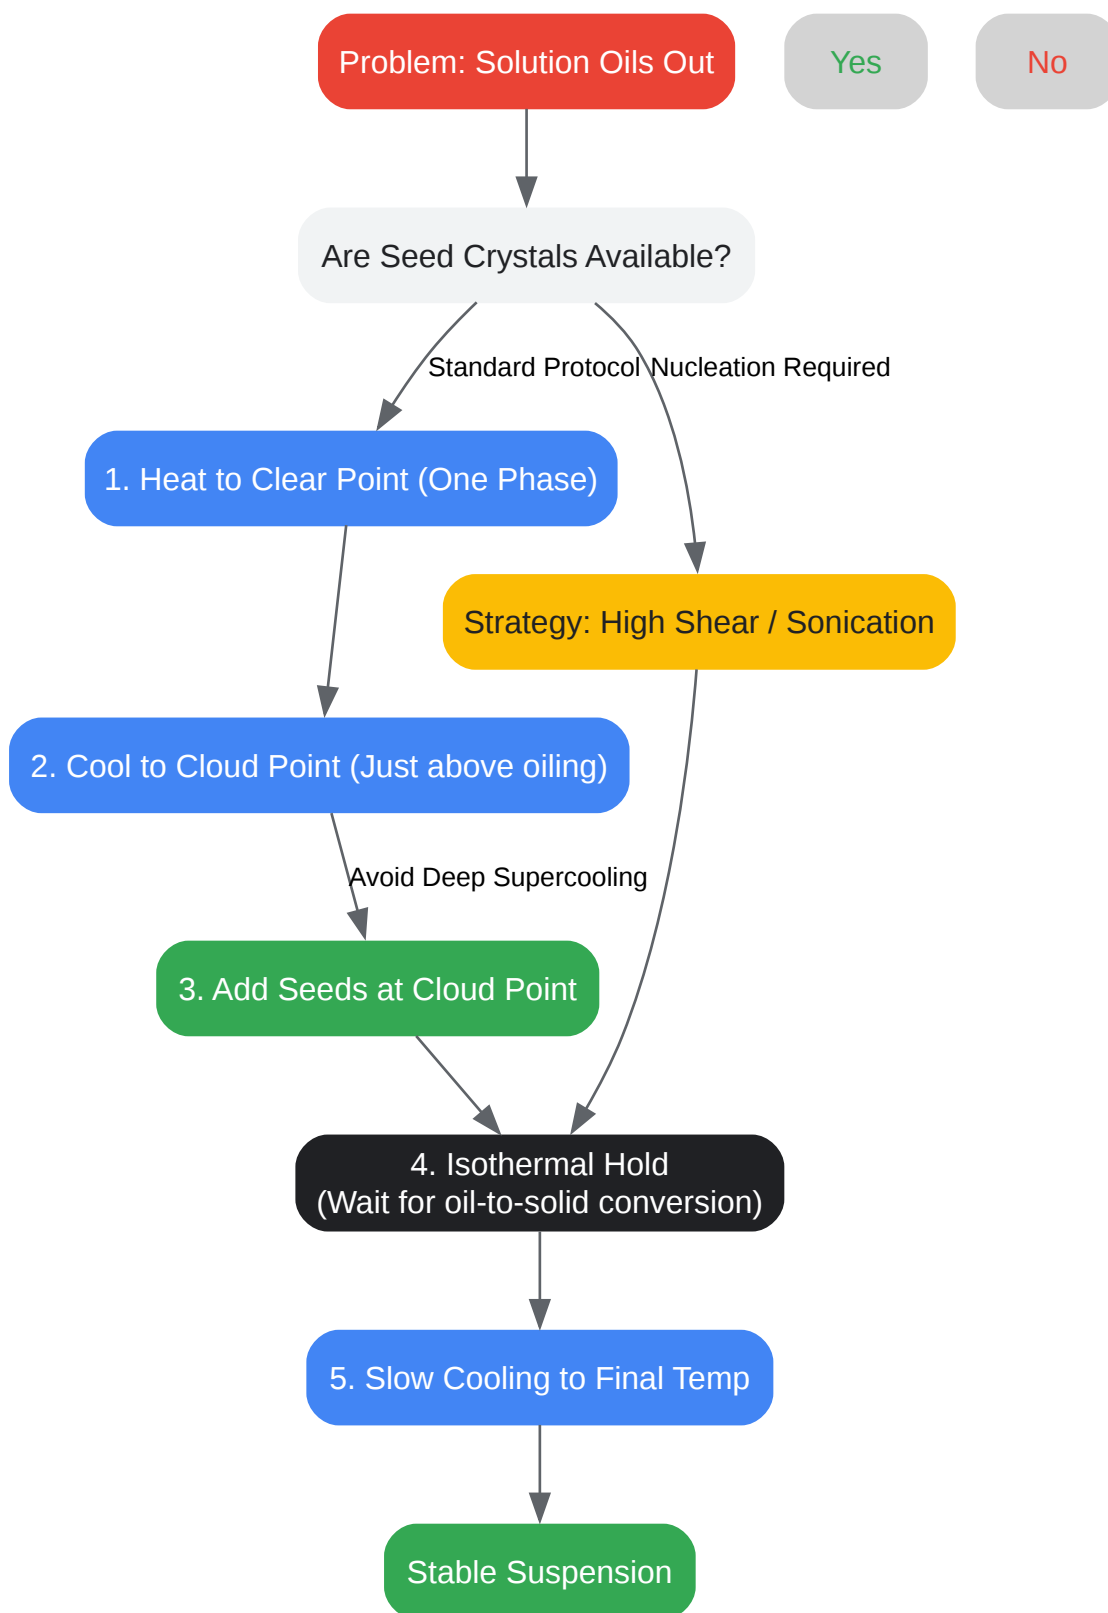 Problem: Solution Oils Out
Yes
No
Are Seed Crystals Available?
Standard Protocol
Nucleation Required
1. Heat to Clear Point (One Phase)
Strategy: High Shear / Sonication
2. Cool to Cloud Point (Just above oiling)
Avoid Deep Supercooling
3. Add Seeds at Cloud Point
4. Isothermal Hold
(Wait for oil-to-solid conversion)
5. Slow Cooling to Final Temp
Stable Suspension